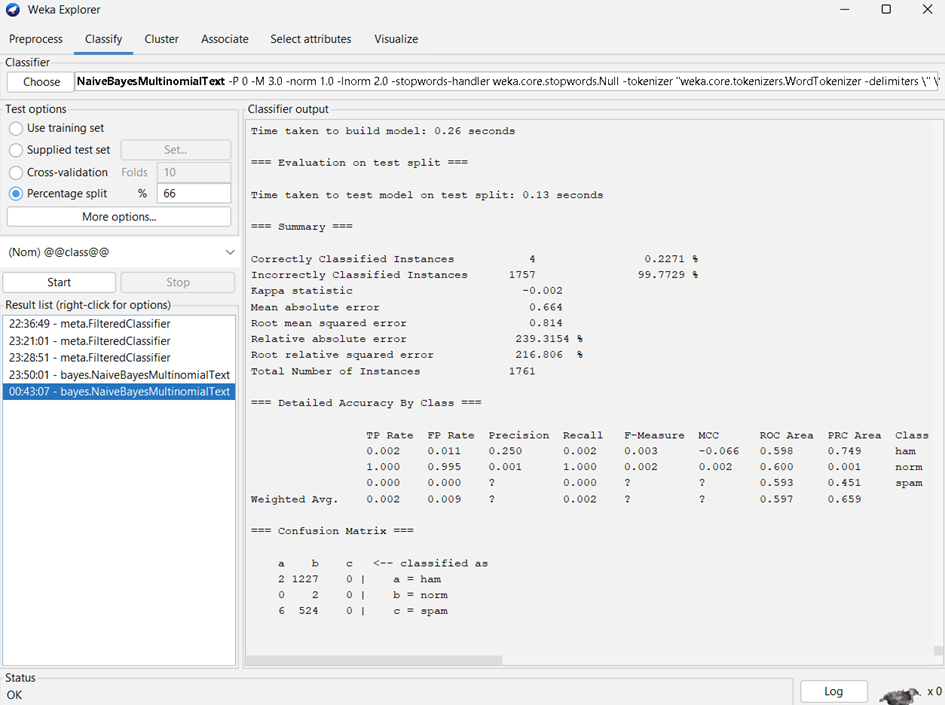 Weka Explorer
Preprocess Classify Cluster Associate Select attributes Visualize
Classifier
Choose NaiveBayesMultinomialText -P 0 -M 3.0 -norm 1.0 -lnorm 2.0 -stopwords-handler weka.core.stopwords.Null -tokenizer "weka.core.tokenizers.WordTokenizer -delimiters \" \'
Test options
Use training set
Supplied test set Set...
Cross-validation Folds 10
Percentage split % 66
More options...
(Nom) @@class@@
Start Stop
Result list (right-click for options)
22:36:49 - meta.FilteredClassifier
23:21:01 - meta.FilteredClassifier
23:28:51 - meta.FilteredClassifier
23:50:01 - bayes.NaiveBayesMultinomialText
00:43:07 - bayes.NaiveBayesMultinomialText
Classifier output
Time taken to build model: 0.26 seconds
=== Evaluation on test split ===
Time taken to test model on test split: 0.13 seconds
=== Summary ===
Correctly Classified Instances 4 0.2271 %
Incorrectly Classified Instances 1757 99.7729 %
Kappa statistic -0.002
Mean absolute error 0.664
Root mean squared error 0.814
Relative absolute error 239.3154 %
Root relative squared error 216.806 %
Total Number of Instances 1761
=== Detailed Accuracy By Class ===
TP Rate FP Rate Precision Recall F-Measure MCC ROC Area PRC Area Class
0.002 0.011 0.250 0.002 0.003 -0.066 0.598 0.749 ham
1.000 0.995 0.001 1.000 0.002 0.002 0.600 0.001 norm
0.000 0.000 ? 0.000 ? ? 0.593 0.451 spam
Weighted Avg. 0.002 0.009 ? 0.002 ? ? 0.597 0.659
=== Confusion Matrix ===
a b c <-- classified as
2 1227 0 | a = ham
0 2 0 | b = norm
6 524 0 | c = spam
Status
OK
Log x 0